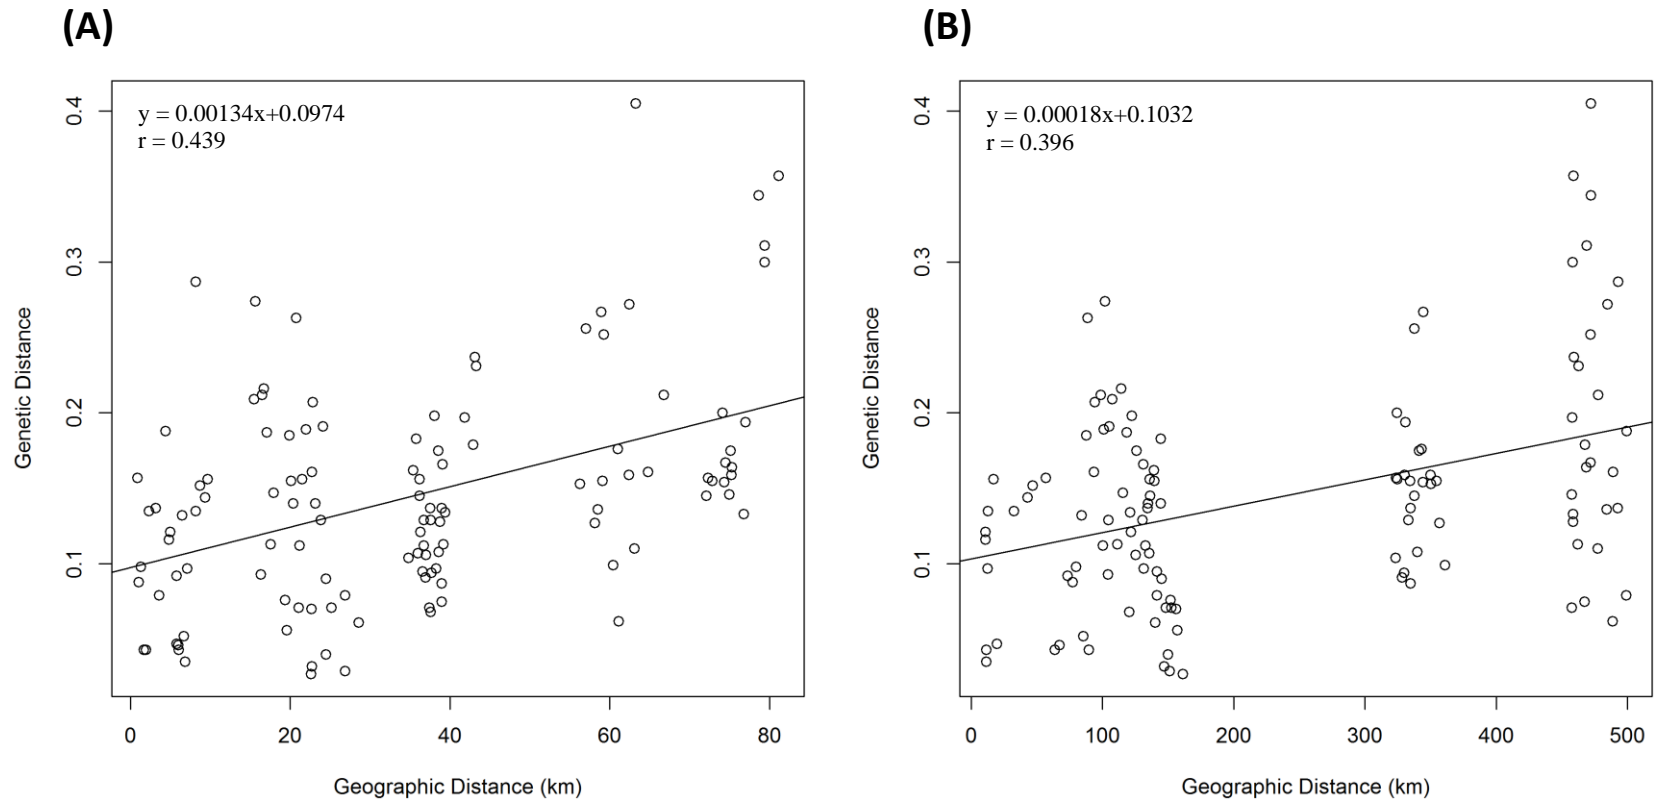 (A)
y = 0.00134x+0.0974
r = 0.439
0.4
0.3
0.2
0.1
Genetic Distance
0 20 40 60 80
Geographic Distance (km)
(B)
y = 0.00018x+0.1032
r = 0.396
0.4
0.3
0.2
0.1
Genetic Distance
0 100 200 300 400 500
Geographic Distance (km)